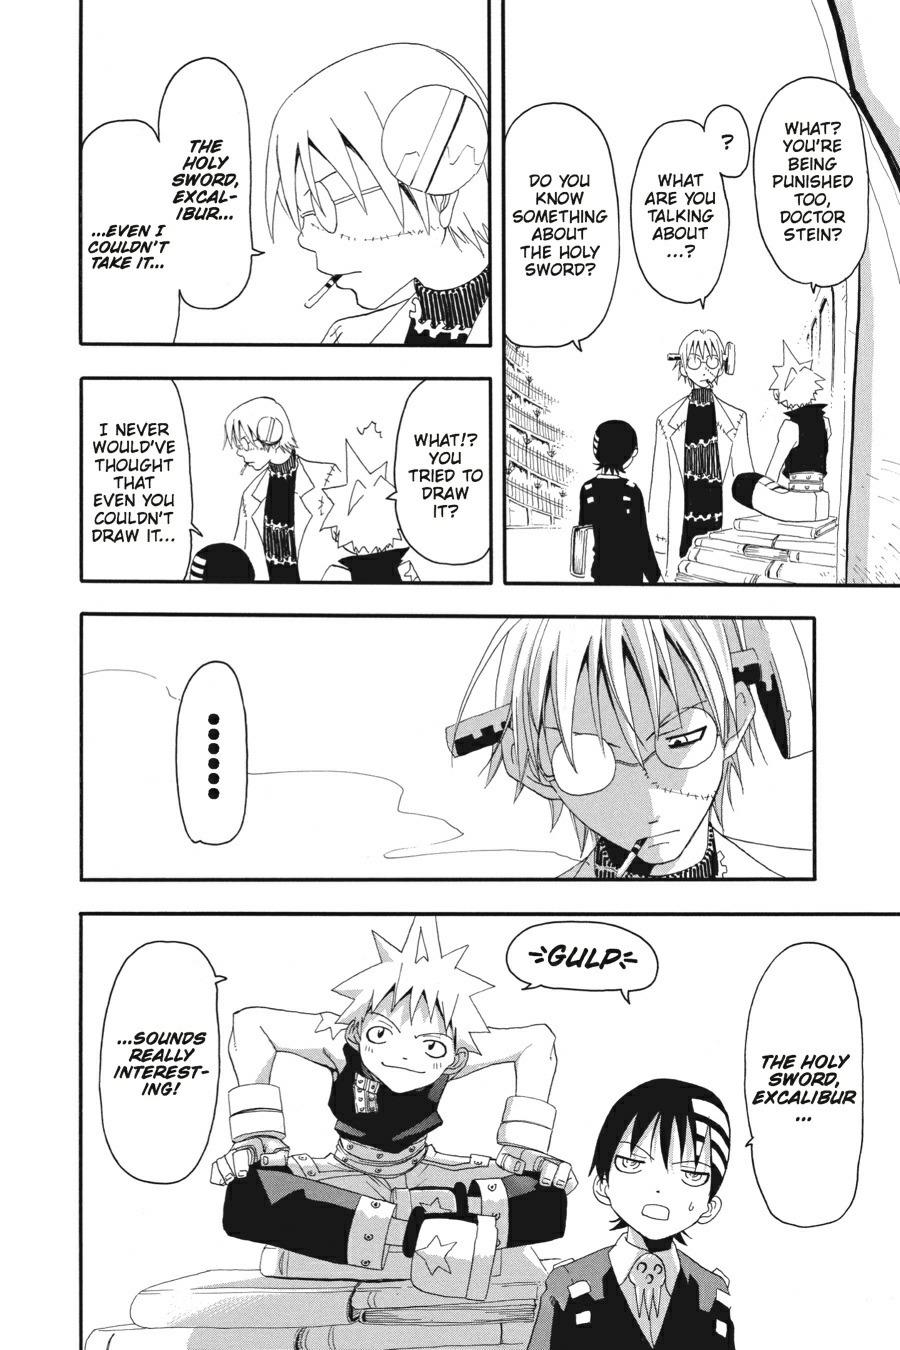 WHAT?
YOU'RE
BEING
PUNISHED
TOO,
DOCTOR
STEIN?
?
WHAT
ARE YOU
TALKING
ABOUT
...?
DO YOU
KNOW
SOMETHING
ABOUT
THE HOLY
SWORD?
THE
HOLY
SWORD,
EXCAL-
IBUR...
...EVEN I
COULDN'T
TAKE IT...
WHAT!?
YOU
TRIED TO
DRAW
IT?
I NEVER
WOULD'VE
THOUGHT
THAT
EVEN YOU
COULDN'T
DRAW IT...
......
THE HOLY
SWORD,
EXCALIBUR
...
GULP
...SOUNDS
REALLY
INTEREST-
ING!